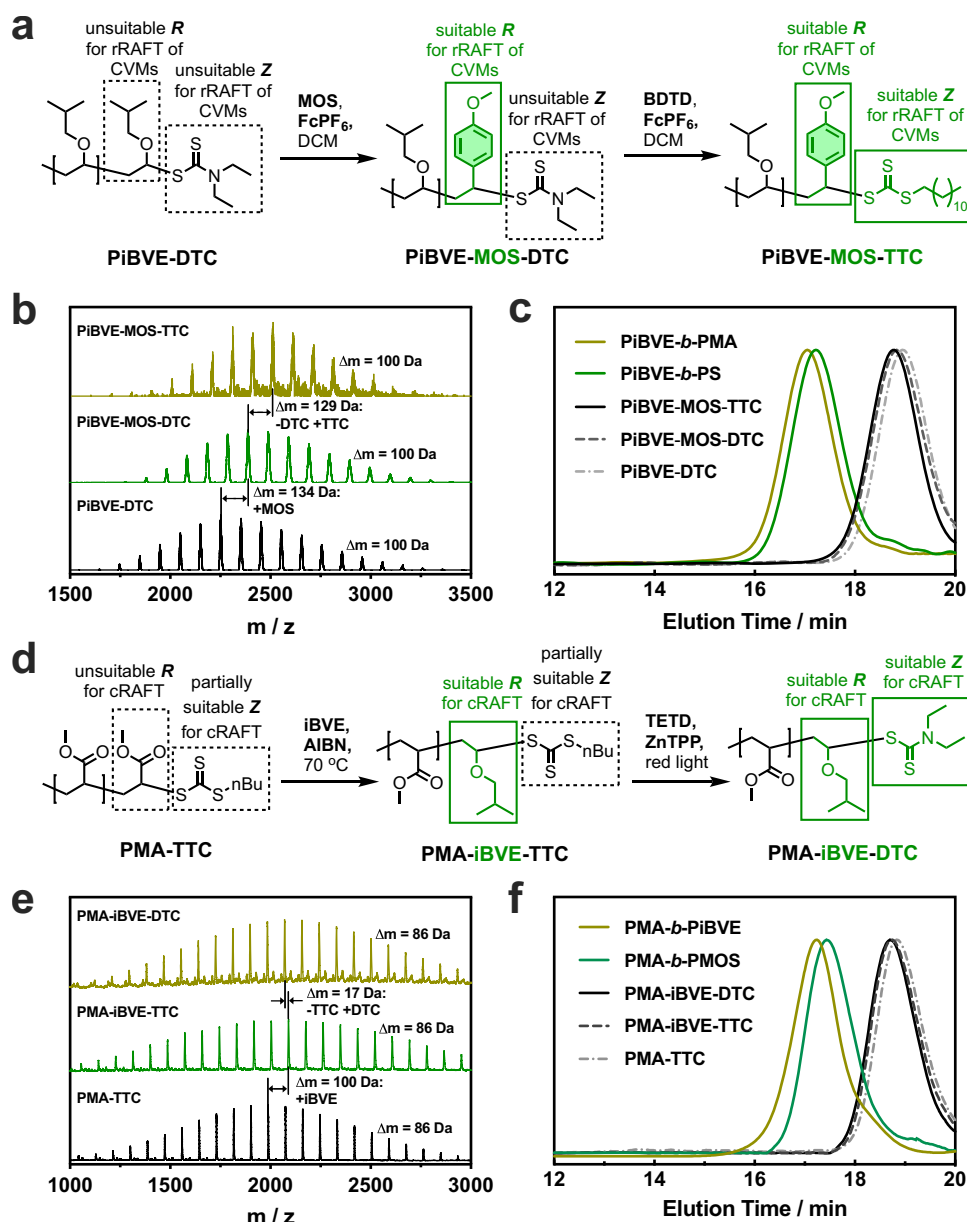 a
unsuitable R
for rRAFT of
CVMs
unsuitable Z
for rRAFT of
CVMs
O
O
S
S
N
PiBVE-DTC
MOS,
FcPF6,
DCM
suitable R
for rRAFT of
CVMs
unsuitable Z
for rRAFT of
CVMs
O
O
S
S
N
PiBVE-MOS-DTC
BDTD,
FcPF6,
DCM
suitable R
for rRAFT of
CVMs
suitable Z
for rRAFT of
CVMs
O
O
S
S
S
10
PiBVE-MOS-TTC
b
PiBVE-MOS-TTC
Δm = 100 Da
Δm = 129 Da:
-DTC +TTC
PiBVE-MOS-DTC
Δm = 100 Da
Δm = 134 Da:
+MOS
PiBVE-DTC
Δm = 100 Da
1500 2000 2500 3000 3500
m / z
c
PiBVE-b-PMA
PiBVE-b-PS
PiBVE-MOS-TTC
PiBVE-MOS-DTC
PiBVE-DTC
12 14 16 18 20
Elution Time / min
d
unsuitable R
for cRAFT
partially
suitable Z
for cRAFT
O O
O O
S
S S nBu
PMA-TTC
iBVE,
AIBN,
70 °C
suitable R
for cRAFT
partially
suitable Z
for cRAFT
S S nBu
S
O
O
O
PMA-iBVE-TTC
TETD,
ZnTPP,
red light
suitable R
for cRAFT
suitable Z
for cRAFT
S N
S
O
O
O
PMA-iBVE-DTC
e
PMA-iBVE-DTC
Δm = 86 Da
Δm = 17 Da:
-TTC +DTC
PMA-iBVE-TTC
Δm = 86 Da
Δm = 100 Da:
+iBVE
PMA-TTC
Δm = 86 Da
1000 1500 2000 2500 3000
m / z
f
PMA-b-PiBVE
PMA-b-PMOS
PMA-iBVE-DTC
PMA-iBVE-TTC
PMA-TTC
12 14 16 18 20
Elution Time / min